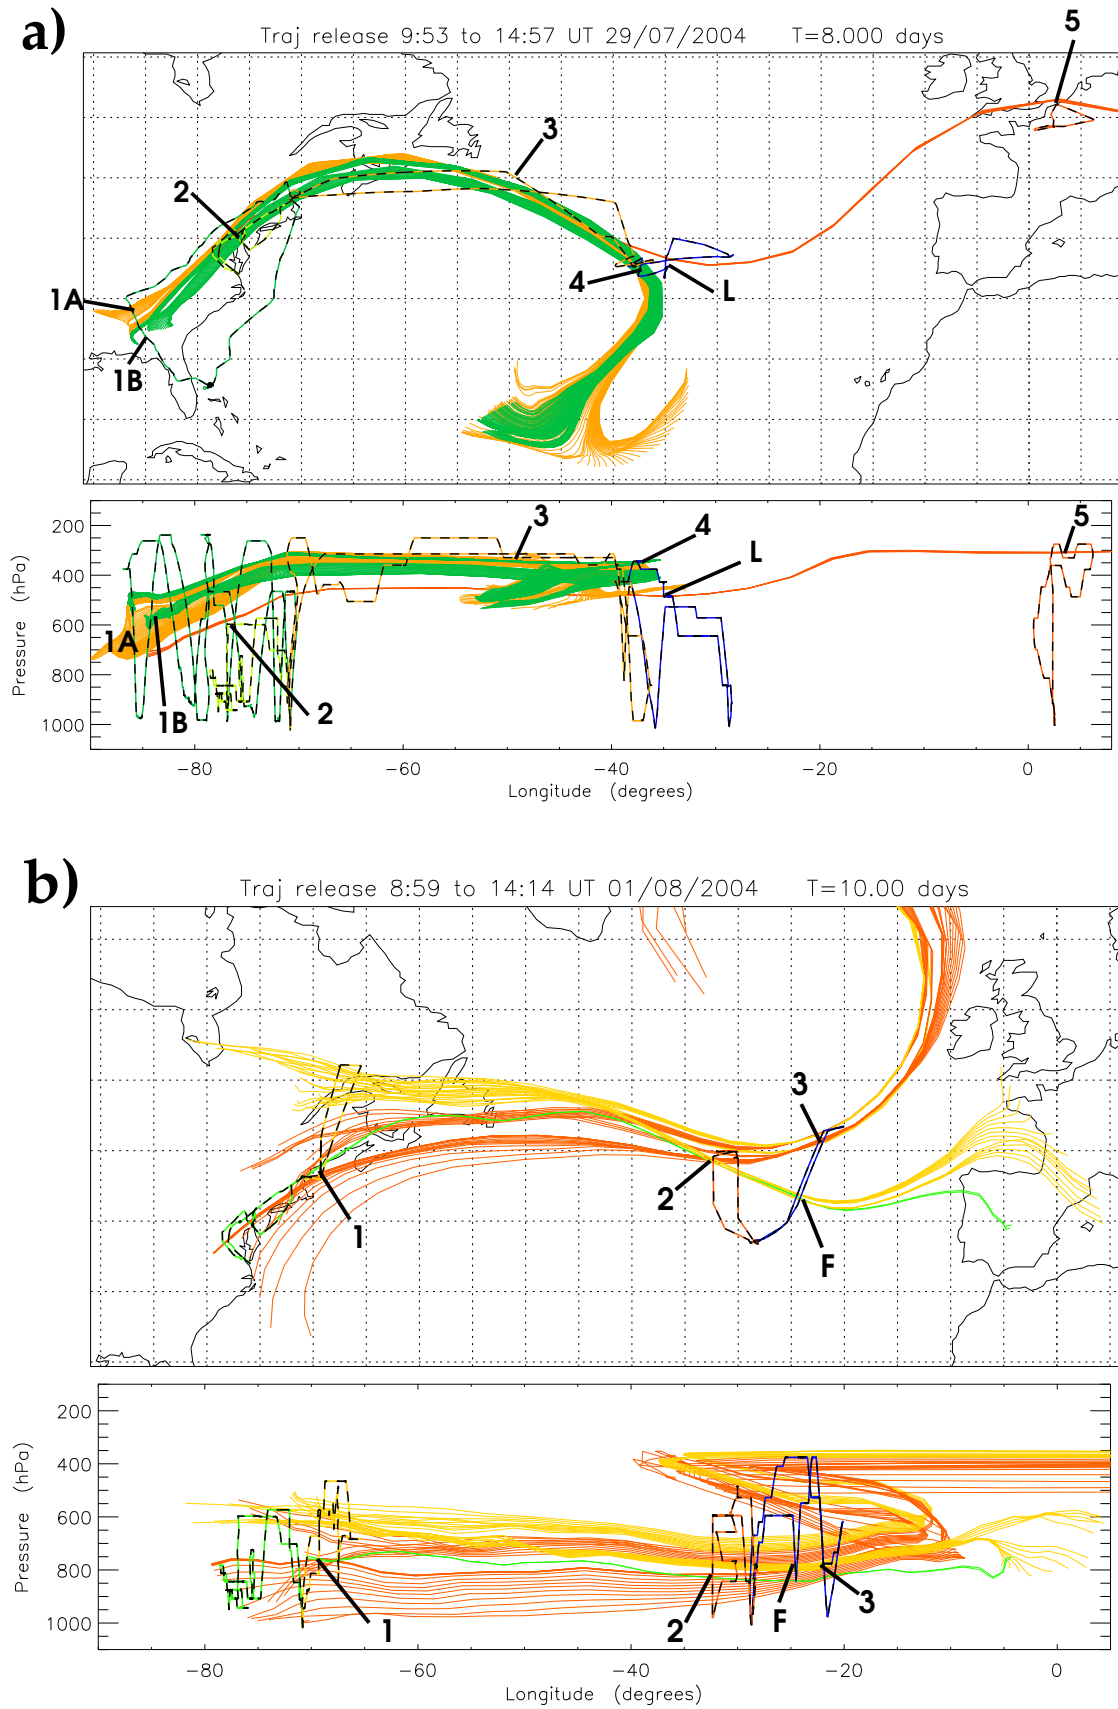 a)
Traj release 9:53 to 14:57 UT 29/07/2004 T=8.000 days
5
3
2
1A
4
L
1B
200
400
600
800
1000
Pressure (hPa)
3
4
5
L
1A
1B
2
−80
−60
−40
−20
0
Longitude (degrees)
b)
Traj release 8:59 to 14:14 UT 01/08/2004 T=10.00 days
3
2
1
F
200
400
600
800
1000
Pressure (hPa)
1
2
F
3
−80
−60
−40
−20
0
Longitude (degrees)